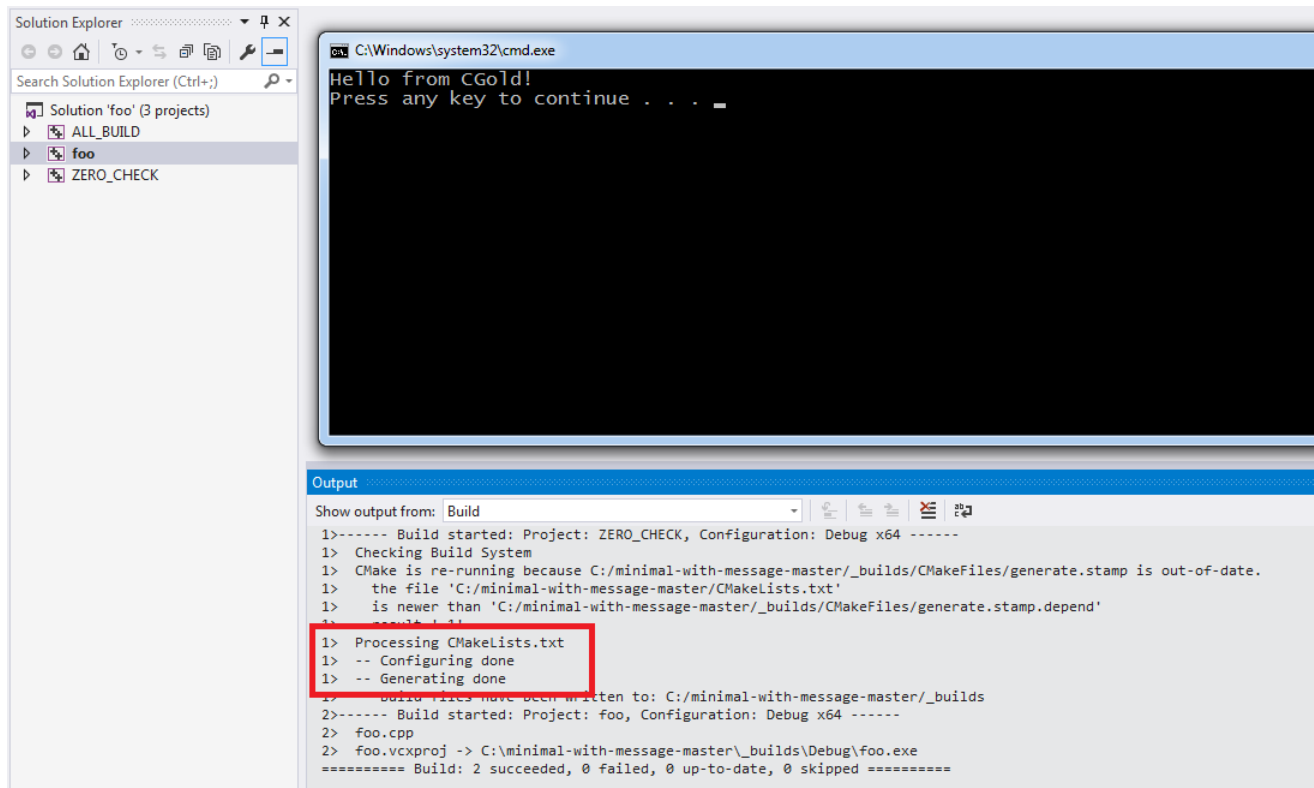 Solution Explorer
Search Solution Explorer (Ctrl+;)
Solution 'foo' (3 projects)
ALL_BUILD
foo
ZERO_CHECK
C:\Windows\system32\cmd.exe
Hello from CGold!
Press any key to continue . . . _
Output
Show output from: Build
1>------ Build started: Project: ZERO_CHECK, Configuration: Debug x64 ------
1>  Checking Build System
1>  CMake is re-running because C:/minimal-with-message-master/_builds/CMakeFiles/generate.stamp is out-of-date.
1>    the file 'C:/minimal-with-message-master/CMakeLists.txt'
1>    is newer than 'C:/minimal-with-message-master/_builds/CMakeFiles/generate.stamp.depend'
1>    result '-1'
1>  Processing CMakeLists.txt
1>  -- Configuring done
1>  -- Generating done
1>  -- Build files have been written to: C:/minimal-with-message-master/_builds
2>------ Build started: Project: foo, Configuration: Debug x64 ------
2>  foo.cpp
2>  foo.vcxproj -> C:\minimal-with-message-master\_builds\Debug\foo.exe
========== Build: 2 succeeded, 0 failed, 0 up-to-date, 0 skipped ==========